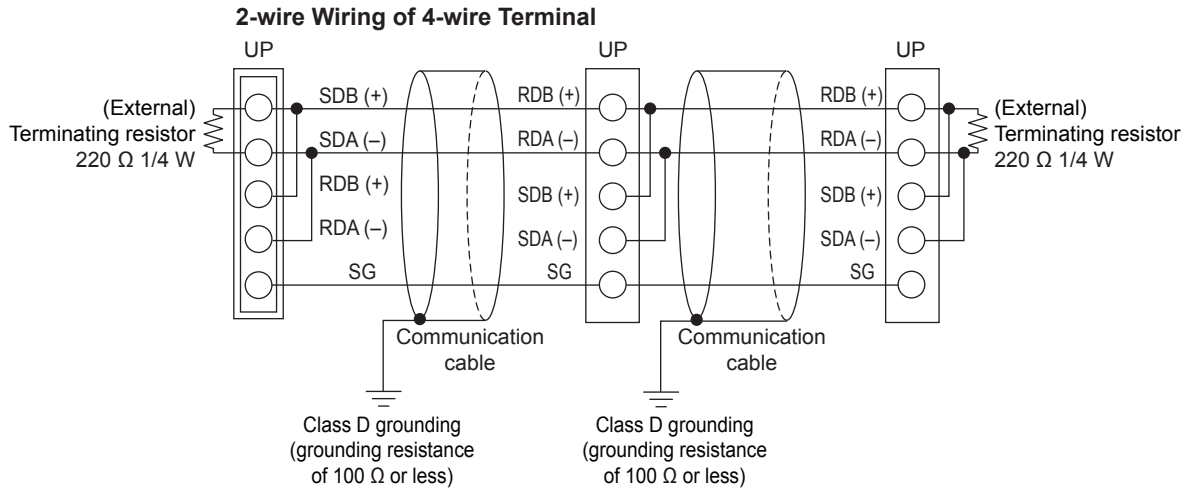 2-wire Wiring of 4-wire Terminal
UP
UP
UP
(External)
Terminating resistor
220 Ω 1/4 W
SDB (+)
SDA (–)
RDB (+)
RDA (–)
SG
RDB (+)
RDA (–)
SDB (+)
SDA (–)
SG
RDB (+)
RDA (–)
SDB (+)
SDA (–)
SG
(External)
Terminating resistor
220 Ω 1/4 W
Communication
cable
Communication
cable
Class D grounding
(grounding resistance
of 100 Ω or less)
Class D grounding
(grounding resistance
of 100 Ω or less)